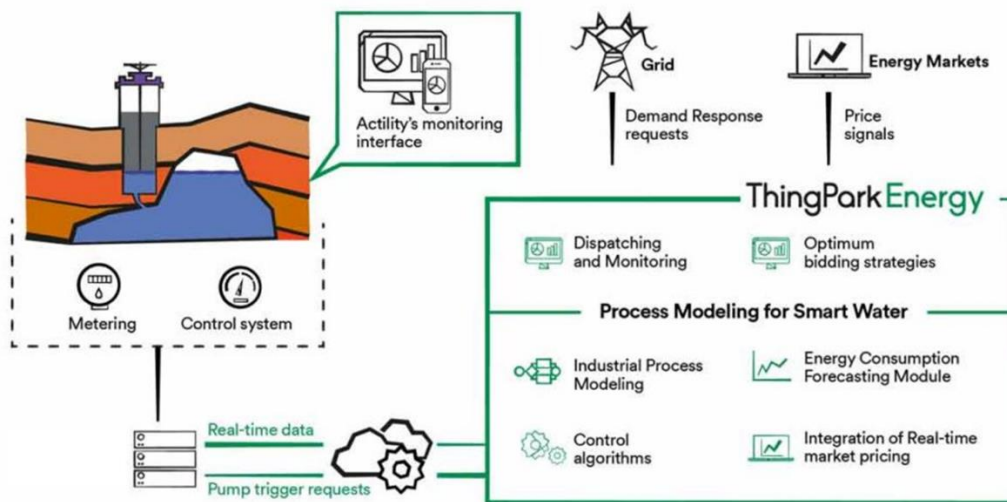 Actility's monitoring
interface
Grid
Energy Markets
Demand Response
requests
Price
signals
ThingPark Energy
Dispatching
and Monitoring
Optimum
bidding strategies
Metering
Control system
Process Modeling for Smart Water
Industrial Process
Modeling
Energy Consumption
Forecasting Module
Real-time data
Pump trigger requests
Control
algorithms
Integration of Real-time
market pricing